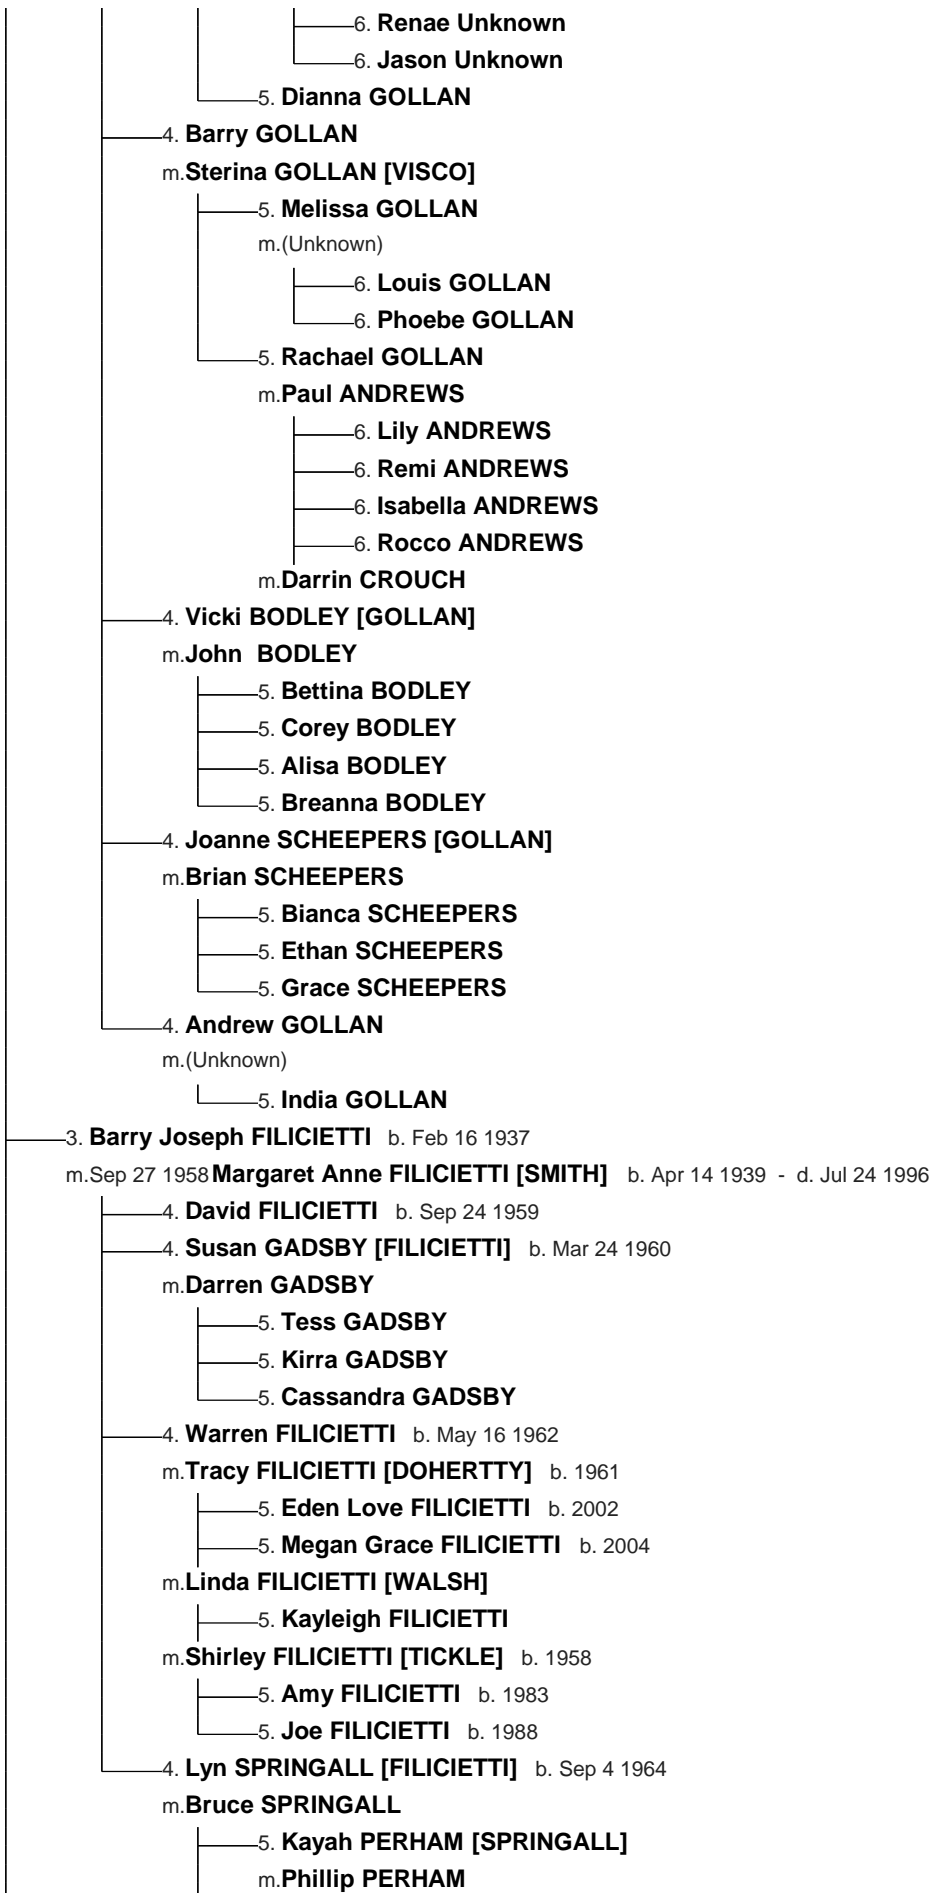 6. Renae Unknown
6. Jason Unknown
5. Dianna GOLLAN
4. Barry GOLLAN
m.Sterina GOLLAN [VISCO]
5. Melissa GOLLAN
m.(Unknown)
6. Louis GOLLAN
6. Phoebe GOLLAN
5. Rachael GOLLAN
m.Paul ANDREWS
6. Lily ANDREWS
6. Remi ANDREWS
6. Isabella ANDREWS
6. Rocco ANDREWS
m.Darrin CROUCH
4. Vicki BODLEY [GOLLAN]
m.John BODLEY
5. Bettina BODLEY
5. Corey BODLEY
5. Alisa BODLEY
5. Breanna BODLEY
4. Joanne SCHEEPERS [GOLLAN]
m.Brian SCHEEPERS
5. Bianca SCHEEPERS
5. Ethan SCHEEPERS
5. Grace SCHEEPERS
4. Andrew GOLLAN
m.(Unknown)
5. India GOLLAN
3. Barry Joseph FILICIETTI b. Feb 16 1937
m.Sep 27 1958 Margaret Anne FILICIETTI [SMITH] b. Apr 14 1939 - d. Jul 24 1996
4. David FILICIETTI b. Sep 24 1959
4. Susan GADSBY [FILICIETTI] b. Mar 24 1960
m.Darren GADSBY
5. Tess GADSBY
5. Kirra GADSBY
5. Cassandra GADSBY
4. Warren FILICIETTI b. May 16 1962
m.Tracy FILICIETTI [DOHERTTY] b. 1961
5. Eden Love FILICIETTI b. 2002
5. Megan Grace FILICIETTI b. 2004
m.Linda FILICIETTI [WALSH]
5. Kayleigh FILICIETTI
m.Shirley FILICIETTI [TICKLE] b. 1958
5. Amy FILICIETTI b. 1983
5. Joe FILICIETTI b. 1988
4. Lyn SPRINGALL [FILICIETTI] b. Sep 4 1964
m.Bruce SPRINGALL
5. Kayah PERHAM [SPRINGALL]
m.Phillip PERHAM